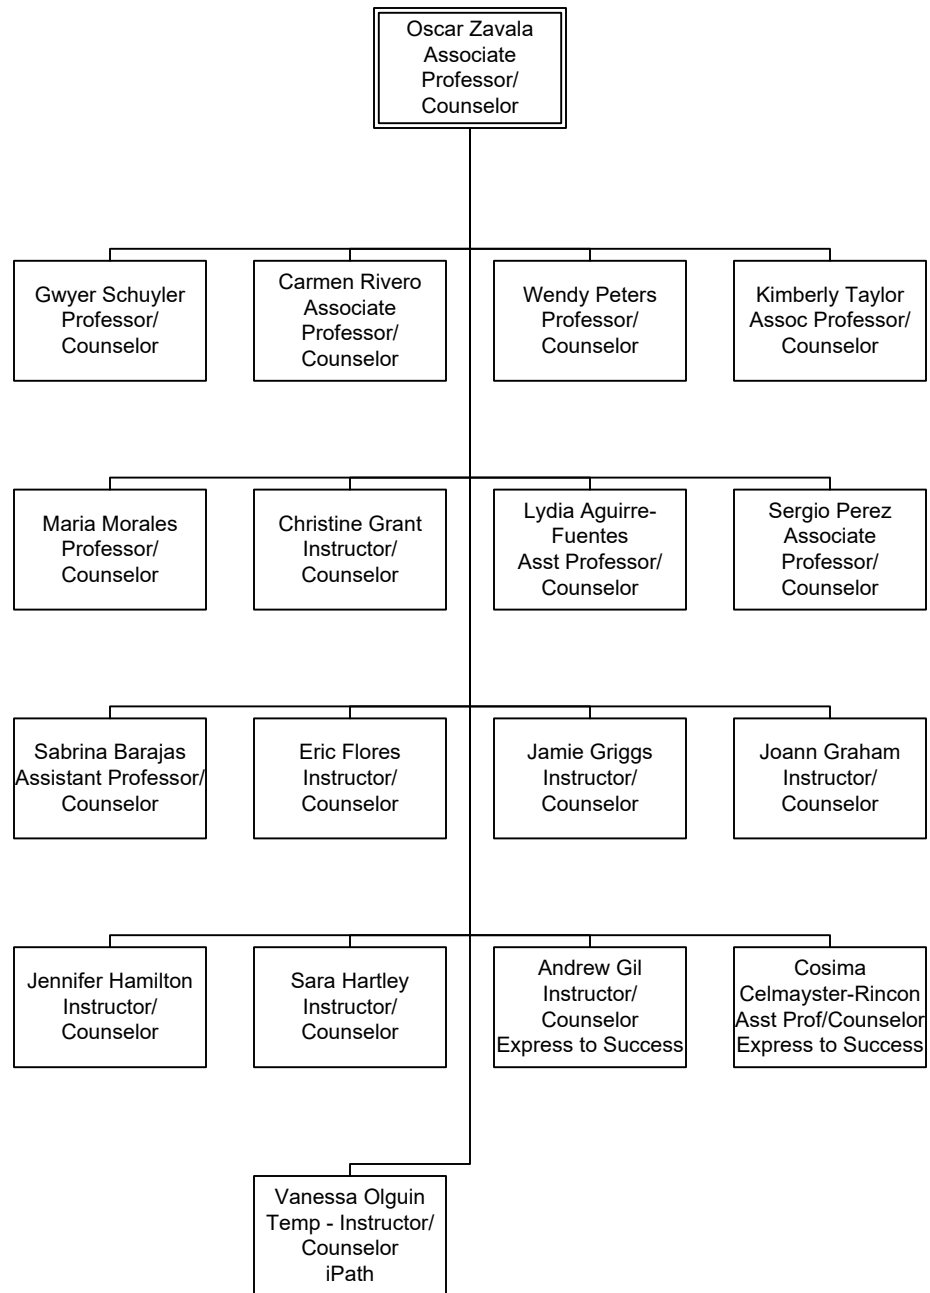 Oscar Zavala
Associate
Professor/
Counselor
Gwyer Schuyler
Professor/
Counselor
Carmen Rivero
Associate
Professor/
Counselor
Wendy Peters
Professor/
Counselor
Kimberly Taylor
Assoc Professor/
Counselor
Maria Morales
Professor/
Counselor
Christine Grant
Instructor/
Counselor
Lydia Aguirre-
Fuentes
Asst Professor/
Counselor
Sergio Perez
Associate
Professor/
Counselor
Sabrina Barajas
Assistant Professor/
Counselor
Eric Flores
Instructor/
Counselor
Jamie Griggs
Instructor/
Counselor
Joann Graham
Instructor/
Counselor
Jennifer Hamilton
Instructor/
Counselor
Sara Hartley
Instructor/
Counselor
Andrew Gil
Instructor/
Counselor
Express to Success
Cosima
Celmayster-Rincon
Asst Prof/Counselor
Express to Success
Vanessa Olguin
Temp - Instructor/
Counselor
iPath